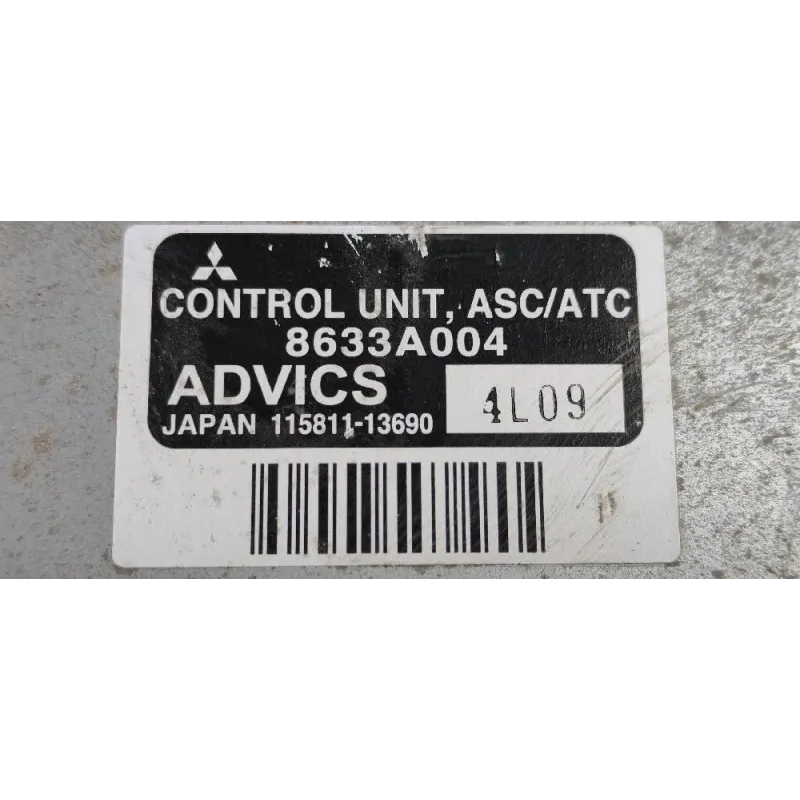 CONTROL UNIT, ASC/ATC
8633A004
ADVICS
4L09
JAPAN 115811-13690